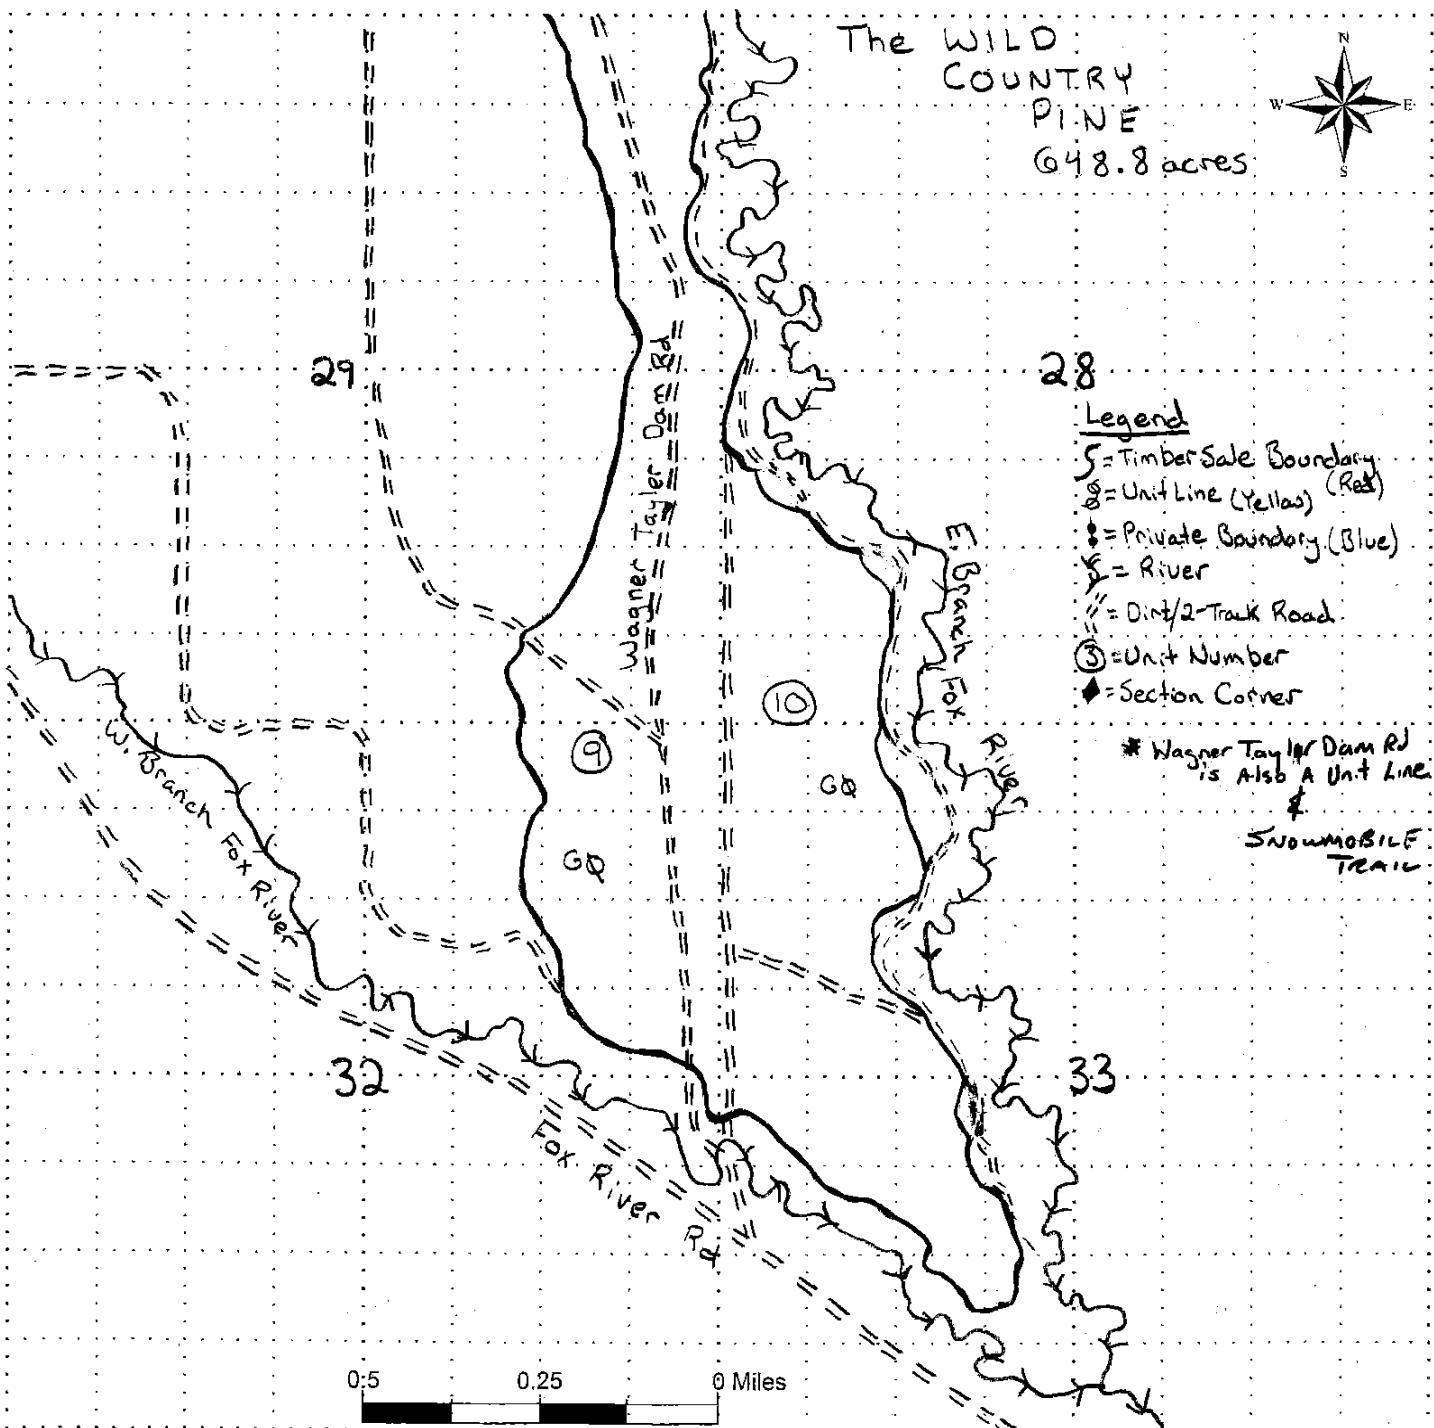 The WILD
COUNTRY
PINE
648.8 acres
N
W E
S
29
28
Wagner Tayler Dam Rd
Legend
= Timber Sale Boundary
(Red)
= Unit Line (Yellow)
= Private Boundary (Blue)
= River
= Dirt/2-Track Road
3 = Unit Number
= Section Corner
* Wagner Taylor Dam Rd
is Also A Unit Line
&
SNOWMOBILE
TRAIL
E. Branch Fox River
W. Branch Fox River
10
9
GØ
GØ
32
33
Fox River Rd
0.5 0.25 0 Miles